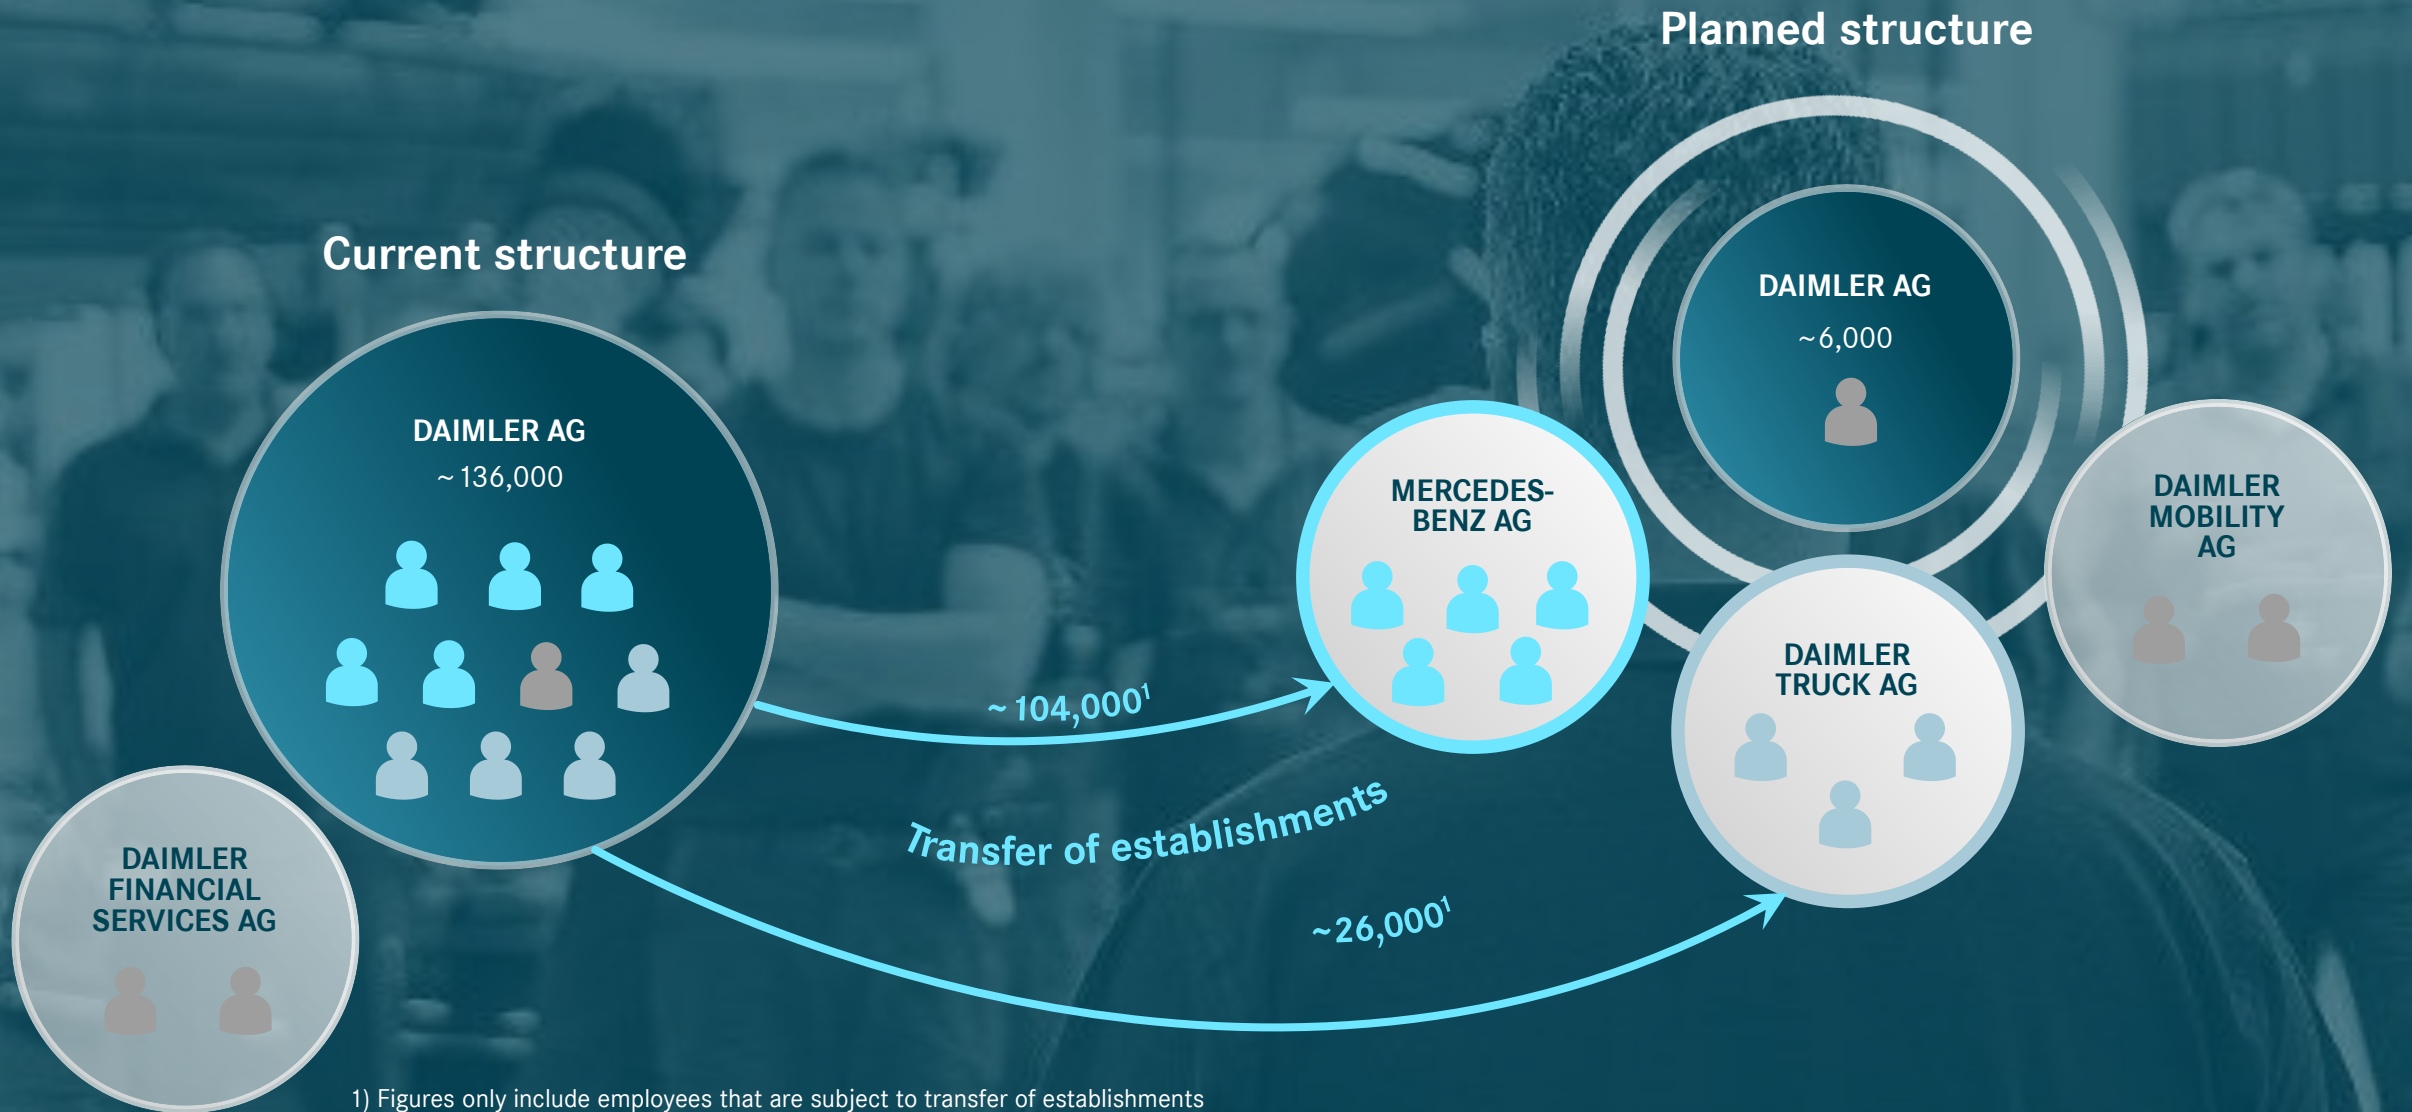 Current structure
DAIMLER AG
~ 136,000
DAIMLER
FINANCIAL
SERVICES AG
~ 104,000¹
Transfer of establishments
~26,000¹
Planned structure
DAIMLER AG
~6,000
MERCEDES-
BENZ AG
DAIMLER
TRUCK AG
DAIMLER
MOBILITY
AG
1) Figures only include employees that are subject to transfer of establishments